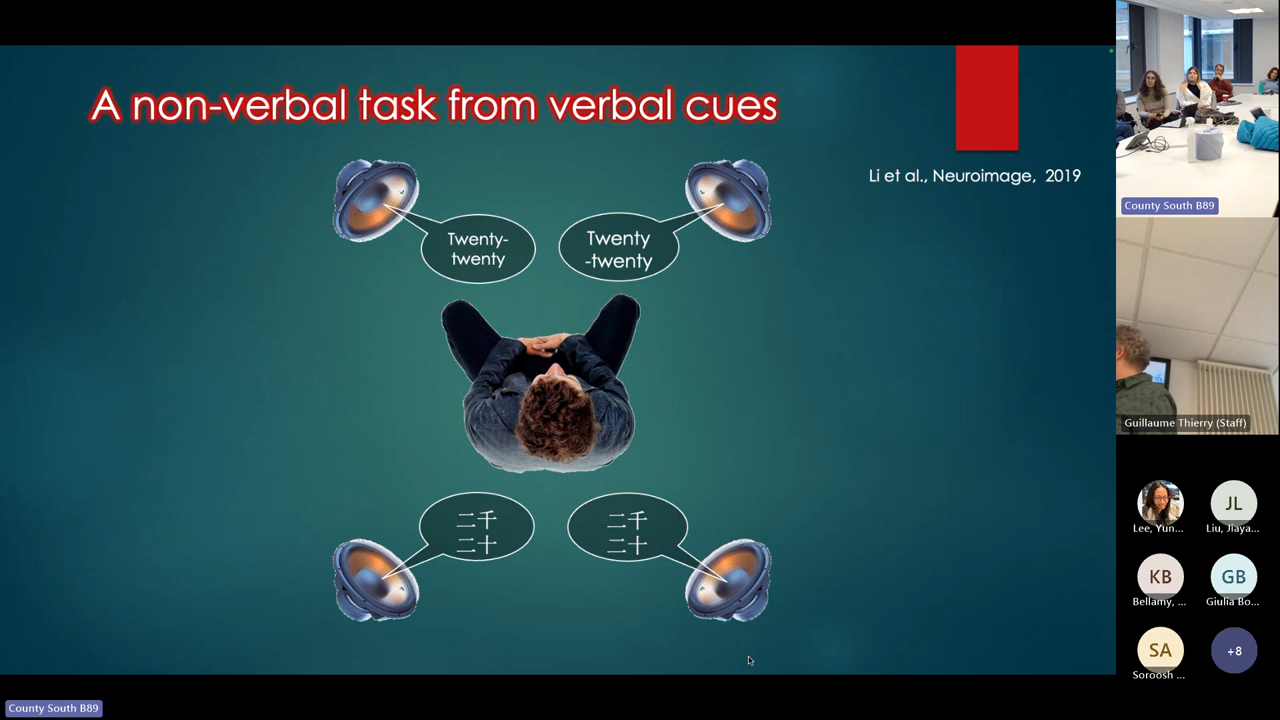 A non-verbal task from verbal cues
Li et al., Neuroimage, 2019
Twenty-
twenty
Twenty
-twenty
二千
二十
二千
二十
County South B89
Guillaume Thierry (Staff)
Lee, Yun...
JL
Liu, Jiaya...
KB
Bellamy, ...
GB
Giulia Bo...
SA
Soroosh ...
+8
County South B89